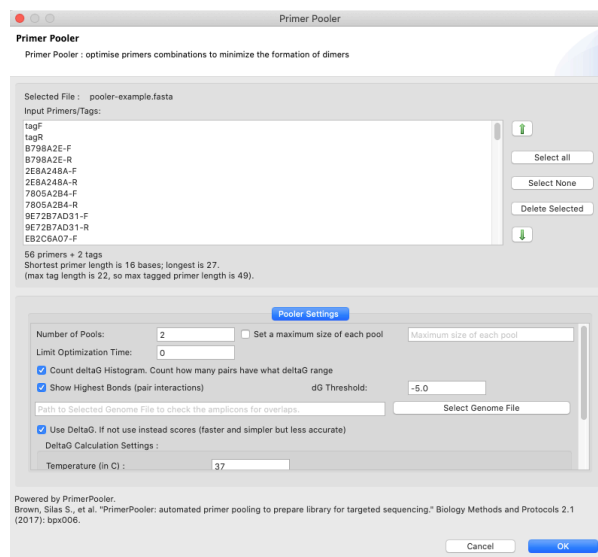 Primer Pooler
Primer Pooler
Primer Pooler : optimise primers combinations to minimize the formation of dimers
Selected File : pooler-example.fasta
Input Primers/Tags:
tagF
tagR
B798A2E-F
B798A2E-R
2E8A248A-F
2E8A248A-R
7805A2B4-F
7805A2B4-R
9E72B7AD31-F
9E72B7AD31-R
EB2C6A07-F
Select all
Select None
Delete Selected
56 primers + 2 tags
Shortest primer length is 16 bases; longest is 27.
(max tag length is 22, so max tagged primer length is 49).
Pooler Settings
Number of Pools: 2 Set a maximum size of each pool Maximum size of each pool
Limit Optimization Time: 0
Count deltaG Histogram. Count how many pairs have what deltaG range
Show Highest Bonds (pair interactions) dG Threshold: -5.0
Path to Selected Genome File to check the amplicons for overlaps. Select Genome File
Use DeltaG. If not use instead scores (faster and simpler but less accurate)
DeltaG Calculation Settings :
Temperature (in C) : 37
Powered by PrimerPooler.
Brown, Silas S., et al. "PrimerPooler: automated primer pooling to prepare library for targeted sequencing." Biology Methods and Protocols 2.1
(2017): bpx006.
Cancel OK